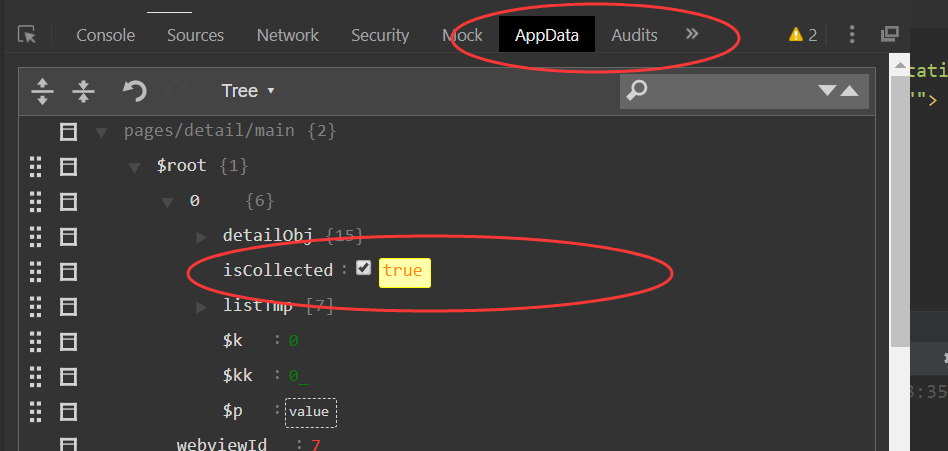 Console Sources Network Security Mock AppData Audits » 2
Tree
tati
'">
pages/detail/main {2}
$root {1}
0 {6}
detailObj {15}
isCollected : true
listTmp [7]
$k : 0
$kk : 0_
$p : value
3:35
webviewId : 7